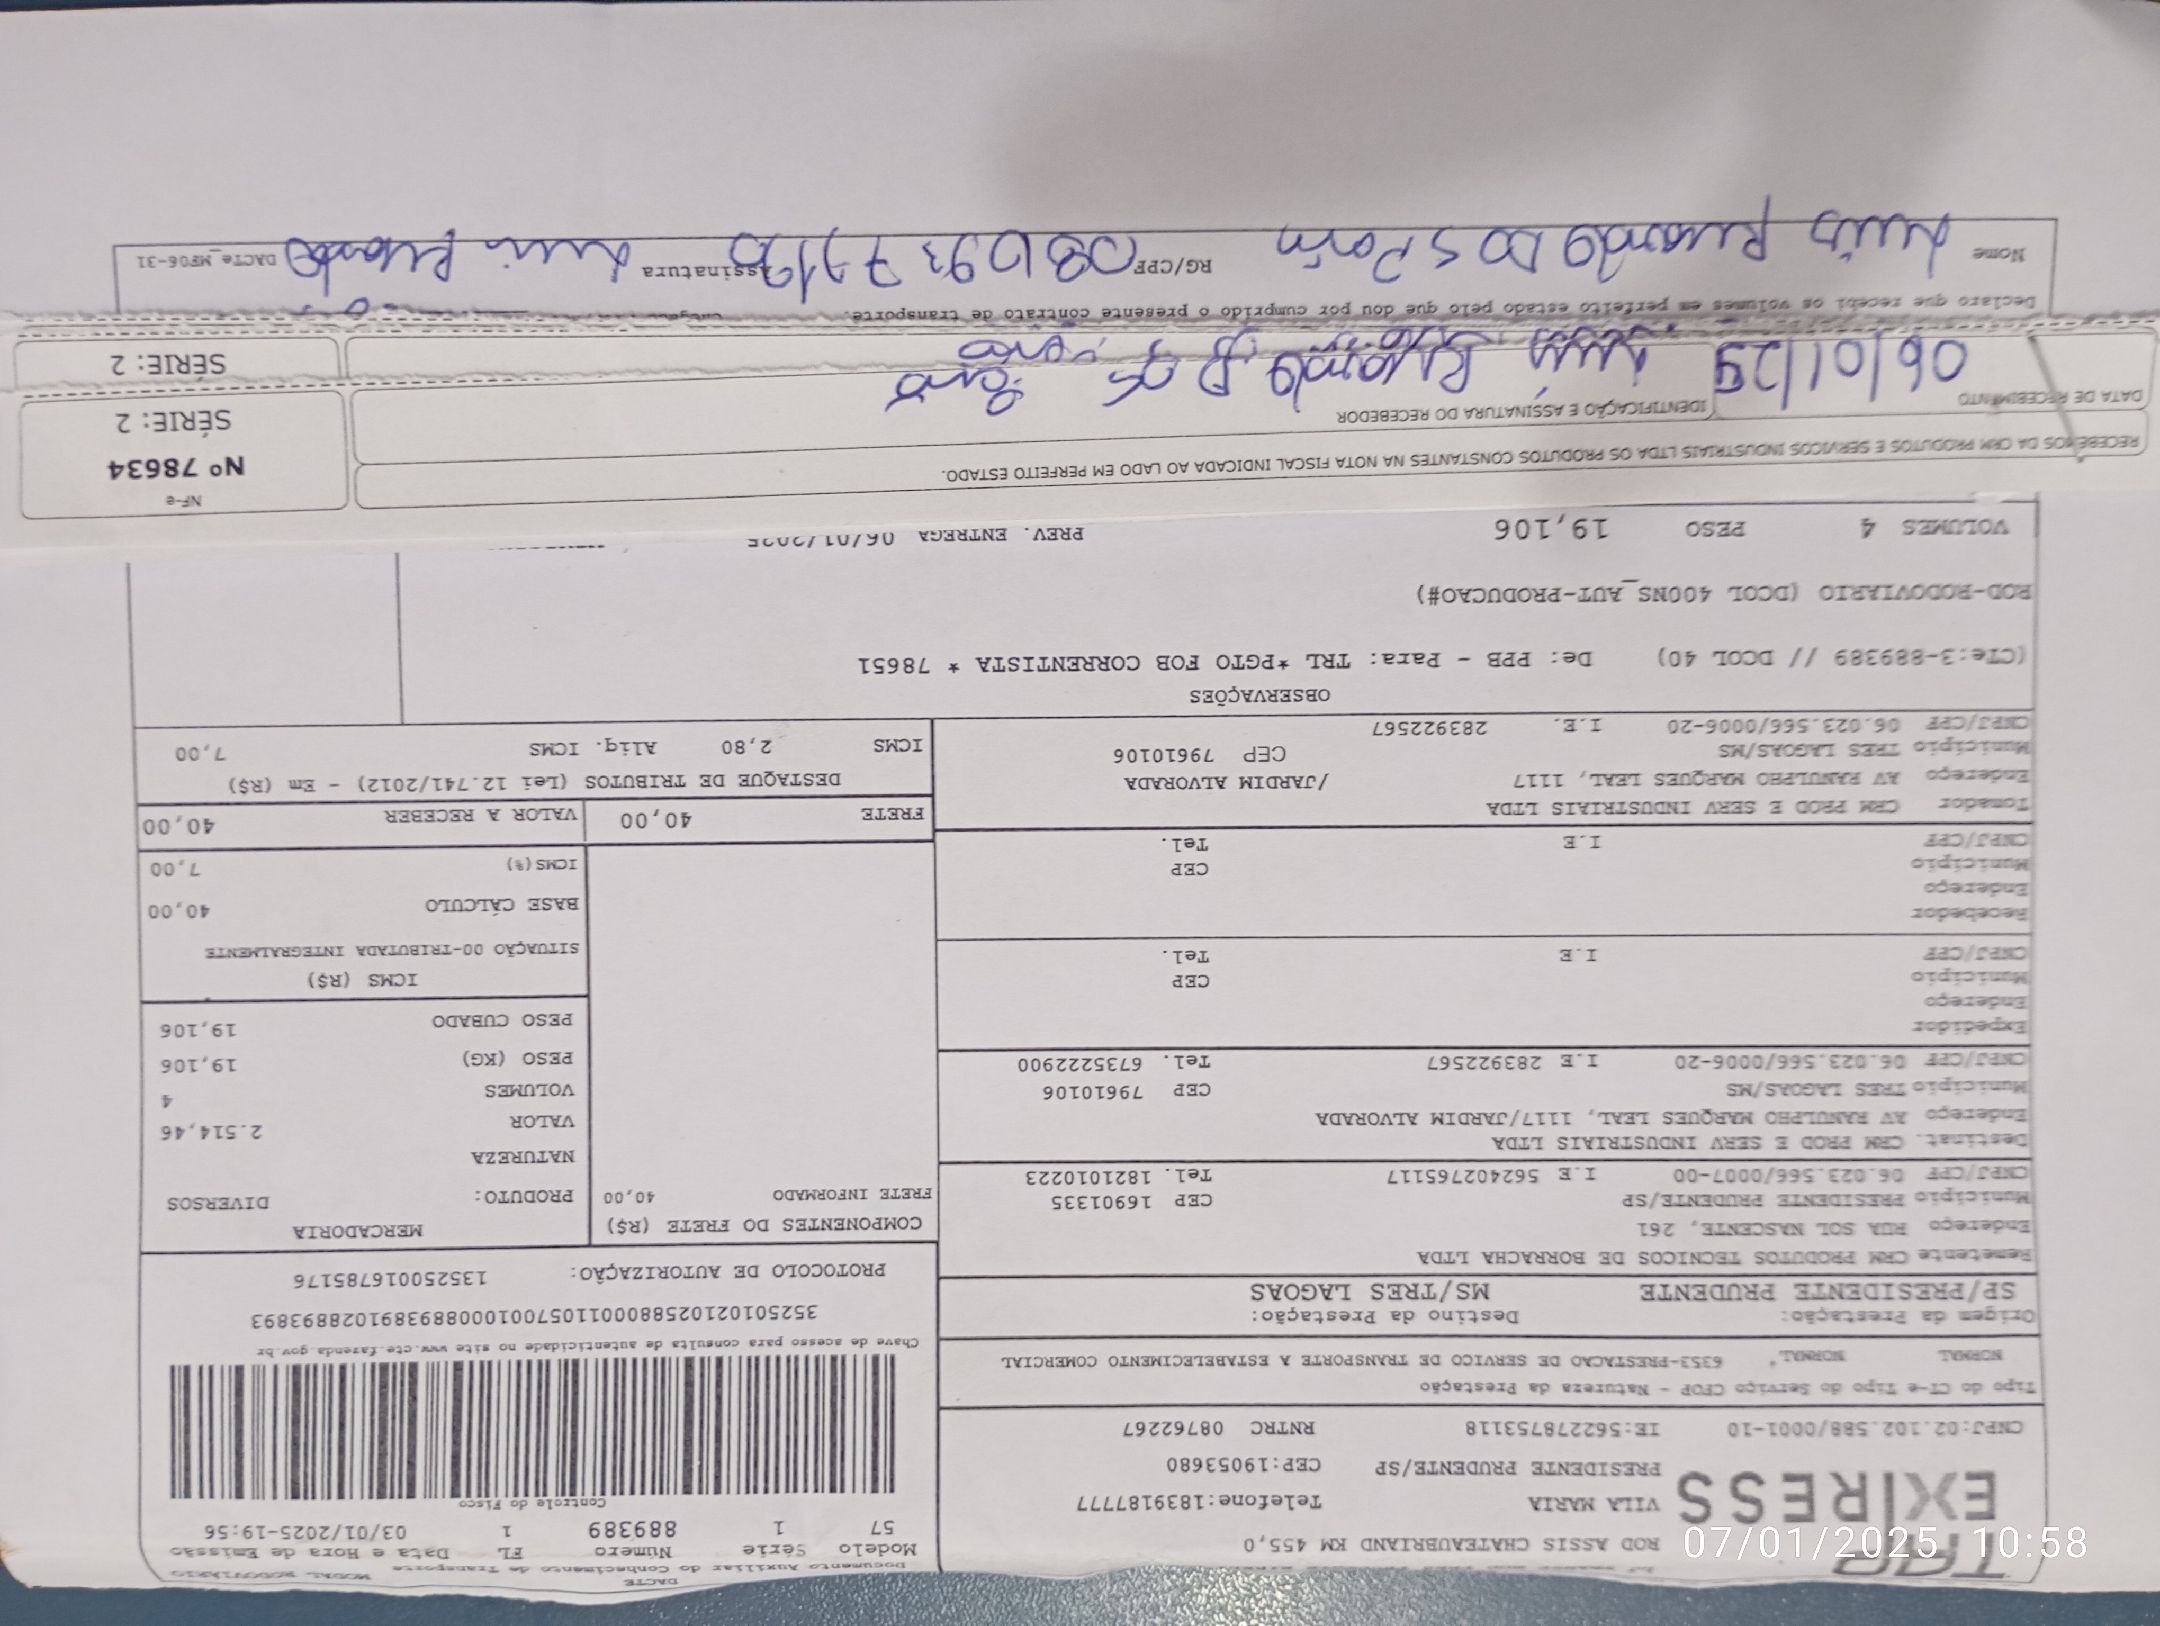 DACTE
Documento Auxiliar do Conhecimento de Transporte MODAL RODOVIÁRIO
Modelo Série Número FL Data e Hora de Emissão
57 1 889389 1 03/01/2025-19:56
Controle do Fisco
ROD ASSIS CHATEAUBRIAND KM 455,0
EXPRESS
VILA MARIA Telefone:1839187777
PRESIDENTE PRUDENTE/SP CEP:19053680
CNPJ:02.102.588/0001-10 IE:562278753118 RNTRC 08762267
Tipo do CT-e Tipo do Serviço CFOP - Natureza da Prestação
NORMAL NORMAL 6353-PRESTACAO DE SERVICO DE TRANSPORTE A ESTABELECIMENTO COMERCIAL
Chave de acesso para consulta de autenticidade no site www.cte.fazenda.gov.br
35250102102588000110570010008893891028893893
PROTOCOLO DE AUTORIZAÇÃO: 135250016785176
Origem da Prestação: Destino da Prestação:
SP/PRESIDENTE PRUDENTE MS/TRES LAGOAS
Remetente CRM PRODUTOS TECNICOS DE BORRACHA LTDA
Endereço RUA SOL NASCENTE, 261
Município PRESIDENTE PRUDENTE/SP CEP 16901335
CNPJ/CPF 06.023.566/0007-00 I.E 562402765117 Tel. 1821010223
Destinat. CRM PROD E SERV INDUSTRIAIS LTDA
Endereço AV RANULPHO MARQUES LEAL, 1117/JARDIM ALVORADA
Município TRES LAGOAS/MS CEP 79610106
CNPJ/CPF 06.023.566/0006-20 I.E 283922567 Tel. 6735222900
Expedidor
Endereço
Município CEP
CNPJ/CPF I.E Tel.
Recebedor
Endereço
Município CEP
CNPJ/CPF I.E Tel.
Tomador CRM PROD E SERV INDUSTRIAIS LTDA
Endereço AV RANULPHO MARQUES LEAL, 1117 /JARDIM ALVORADA
Município TRES LAGOAS/MS CEP 79610106
CNPJ/CPF 06.023.566/0006-20 I.E. 283922567
COMPONENTES DO FRETE (R$)
FRETE INFORMADO 40,00
MERCADORIA
PRODUTO: DIVERSOS
NATUREZA
VALOR 2.514,46
VOLUMES 4
PESO (KG) 19,106
PESO CUBADO 19,106
ICMS (R$)
SITUAÇÃO 00-TRIBUTADA INTEGRALMENTE
BASE CÁLCULO 40,00
ICMS(%) 7,00
FRETE 40,00 VALOR A RECEBER 40,00
DESTAQUE DE TRIBUTOS (Lei 12.741/2012) - Em (R$)
ICMS 2,80 Aliq. ICMS 7,00
OBSERVAÇÕES
(CTe:3-889389 // DCOL 40) De: PPB - Para: TRL *PGTO FOB CORRENTISTA * 78651
ROD-RODOVIARIO (DCOL 400NS_AUT-PRODUCAO#)
VOLUMES 4 PESO 19,106 PREV. ENTREGA 06/01/2025
RECEBEMOS DA CRM PRODUTOS E SERVICOS INDUSTRIAIS LTDA OS PRODUTOS CONSTANTES NA NOTA FISCAL INDICADA AO LADO EM PERFEITO ESTADO.
NF-e
Nº 78634
SÉRIE: 2
DATA DE RECEBIMENTO IDENTIFICAÇÃO E ASSINATURA DO RECEBEDOR
06/01/25 Luis Ricardo D
SÉRIE: 2
Declaro que recebi os volumes em perfeito estado pelo que dou por cumprido o presente contrato de transporte.
Nome Luis Ricardo DOS RG/CPF Assinatura Luis Ricardo DACTe_MF06-31
07/01/2025 10:58